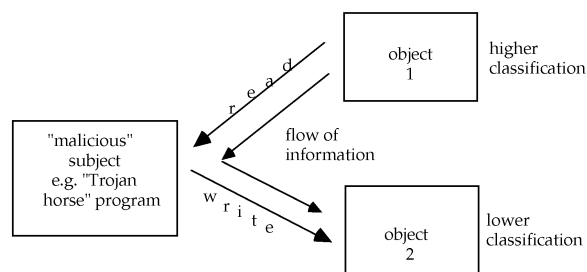 object
1
higher
classification
read
"malicious"
subject
e.g. "Trojan
horse" program
flow of
information
write
object
2
lower
classification